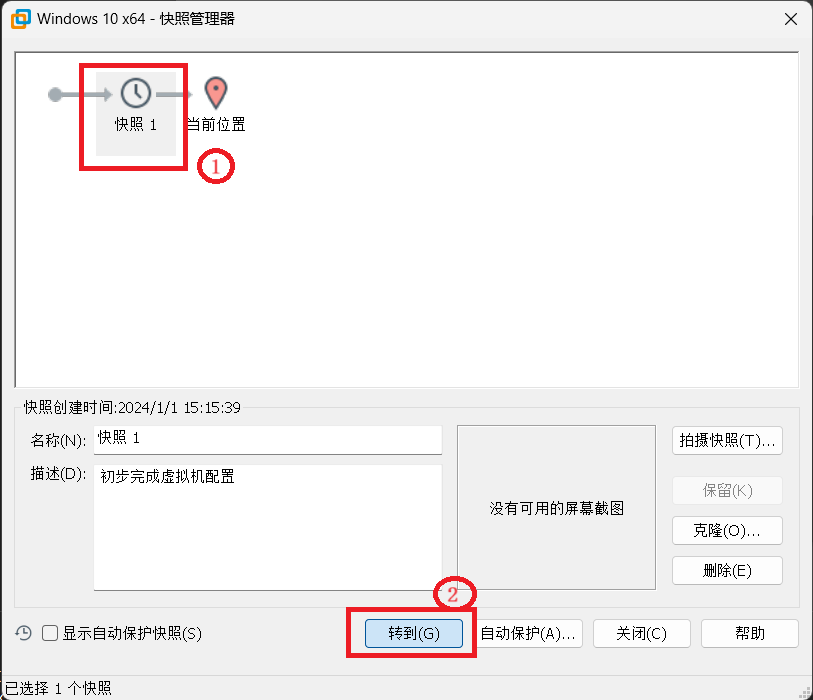 Windows 10 x64 - 快照管理器
快照 1
当前位置
1
快照创建时间:2024/1/1 15:15:39
名称(N):
快照 1
描述(D):
初步完成虚拟机配置
没有可用的屏幕截图
拍摄快照(T)...
保留(K)
克隆(O)...
删除(E)
2
显示自动保护快照(S)
转到(G)
自动保护(A)...
关闭(C)
帮助
已选择 1 个快照